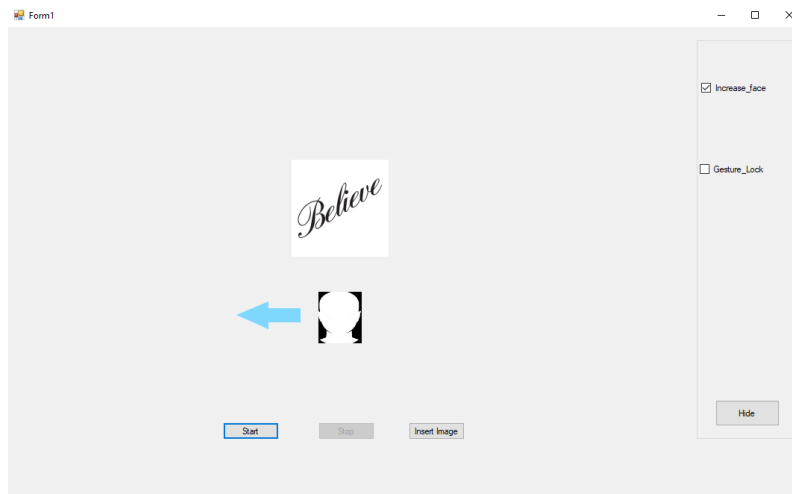 Form1
Increase_face
Gesture_Lock
Believe
Start
Stop
Insert Image
Hide